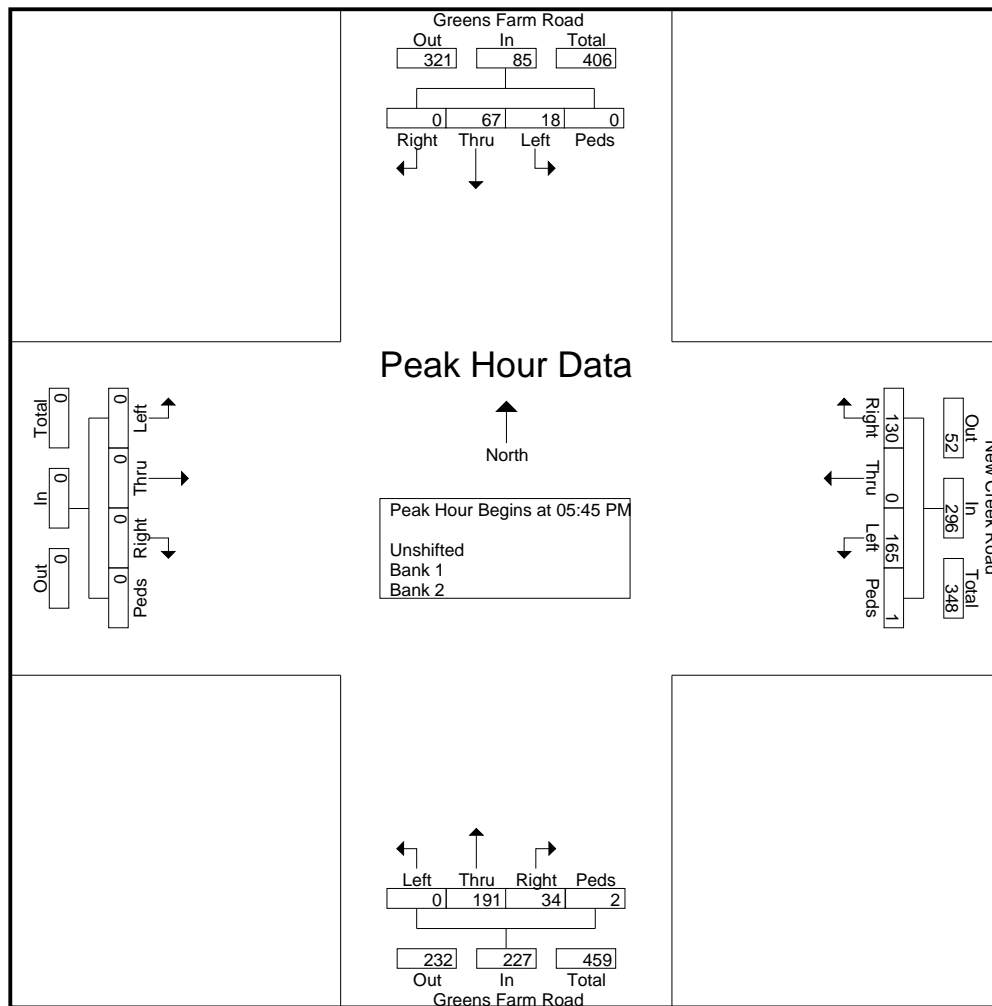 Greens Farm Road
Out In Total
321 85 406
0 67 18 0
Right Thru Left Peds
Peak Hour Data
North
Peak Hour Begins at 05:45 PM
Unshifted
Bank 1
Bank 2
Total In Out
0 0 0
0 0 0 0
Left Thru Right Peds
New Creek Road
Out In Total
52 296 348
130 0 165 1
Right Thru Left Peds
Left Thru Right Peds
0 191 34 2
232 227 459
Out In Total
Greens Farm Road